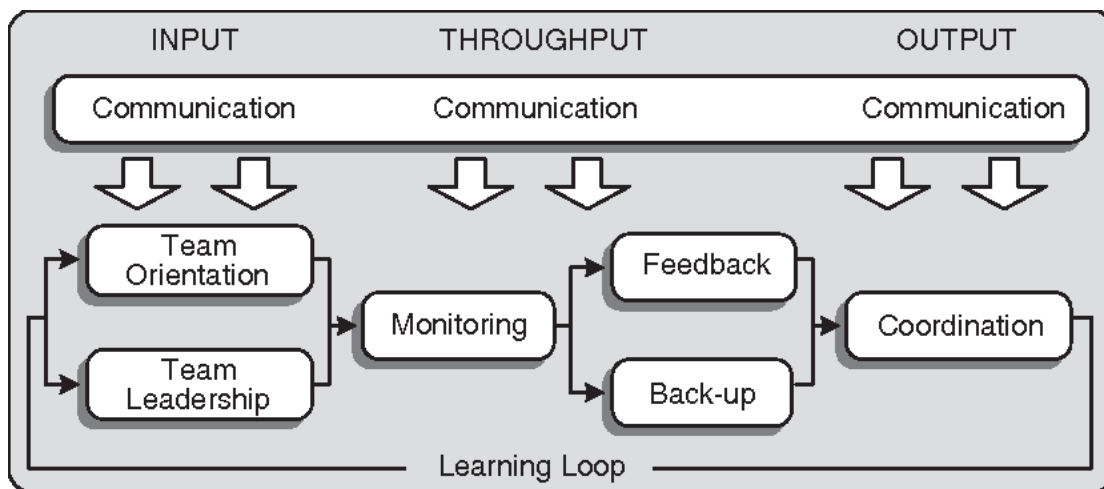 INPUT THROUGHPUT OUTPUT
Communication Communication Communication
Team
Orientation
Feedback
Monitoring
Coordination
Team
Leadership
Back-up
Learning Loop